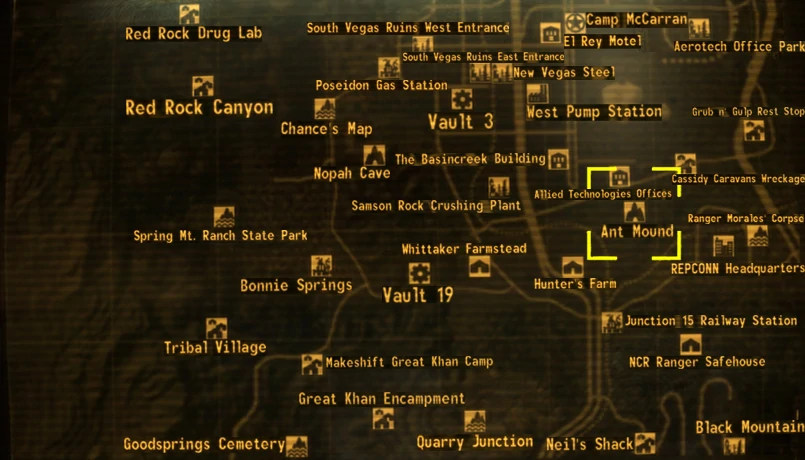 Red Rock Drug Lab
South Vegas Ruins West Entrance
Camp McCarran
El Rey Motel
Aerotech Office Park
South Vegas Ruins East Entrance
New Vegas Steel
Poseidon Gas Station
Red Rock Canyon
West Pump Station
Grub n' Gulp Rest Stop
Chance's Map
Vault 3
Nopah Cave
The Basincreek Building
Cassidy Caravans Wreckage
Allied Technologies Offices
Samson Rock Crushing Plant
Ranger Morales' Corpse
Spring Mt. Ranch State Park
Ant Mound
Whittaker Farmstead
REPCONN Headquarters
Bonnie Springs
Vault 19
Hunter's Farm
Junction 15 Railway Station
Tribal Village
Makeshift Great Khan Camp
NCR Ranger Safehouse
Great Khan Encampment
Black Mountain
Goodsprings Cemetery
Quarry Junction
Neil's Shack